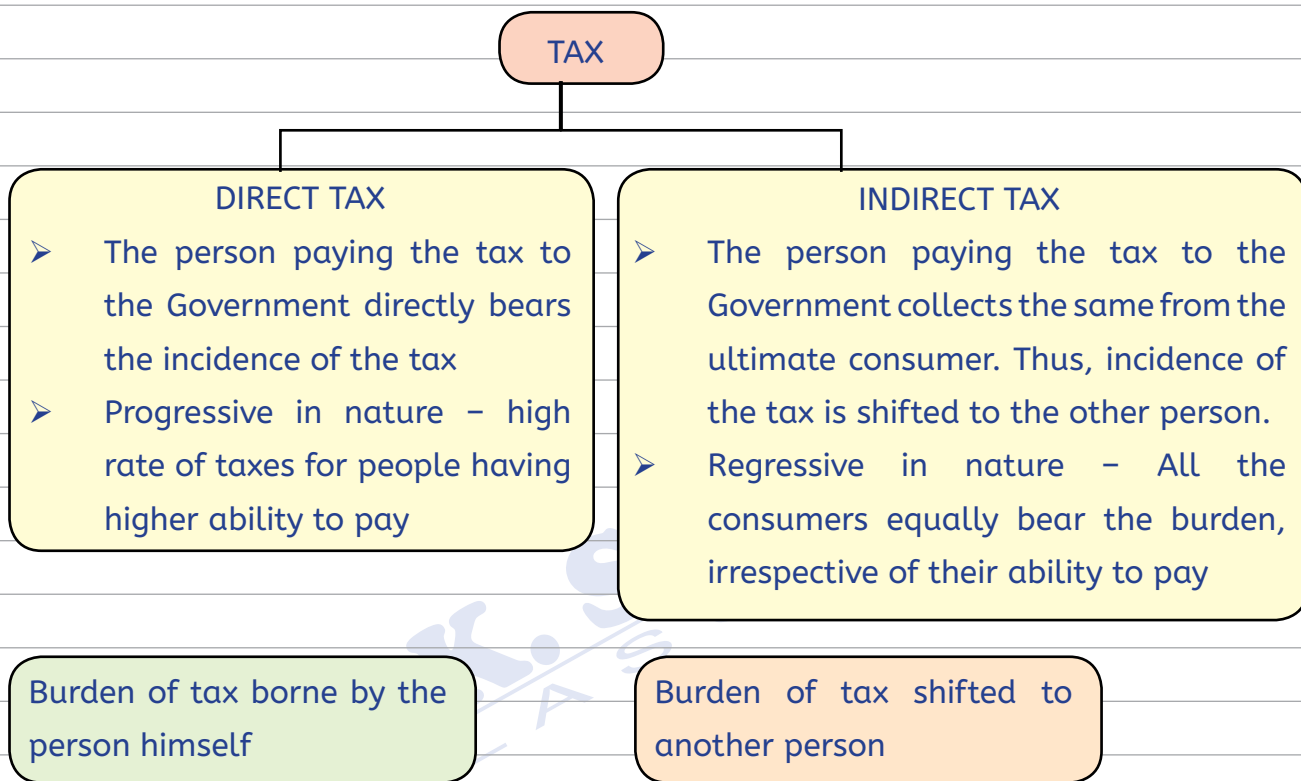 TAX
DIRECT TAX
➢ The person paying the tax to
the Government directly bears
the incidence of the tax
➢ Progressive in nature – high
rate of taxes for people having
higher ability to pay
INDIRECT TAX
➢ The person paying the tax to the
Government collects the same from the
ultimate consumer. Thus, incidence of
the tax is shifted to the other person.
➢ Regressive in nature – All the
consumers equally bear the burden,
irrespective of their ability to pay
Burden of tax borne by the
person himself
Burden of tax shifted to
another person